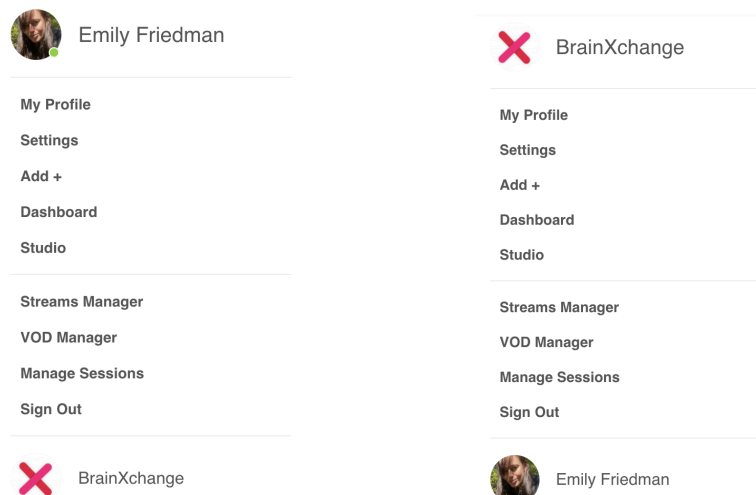 Emily Friedman
My Profile
Settings
Add +
Dashboard
Studio
Streams Manager
VOD Manager
Manage Sessions
Sign Out
BrainXchange
BrainXchange
My Profile
Settings
Add +
Dashboard
Studio
Streams Manager
VOD Manager
Manage Sessions
Sign Out
Emily Friedman